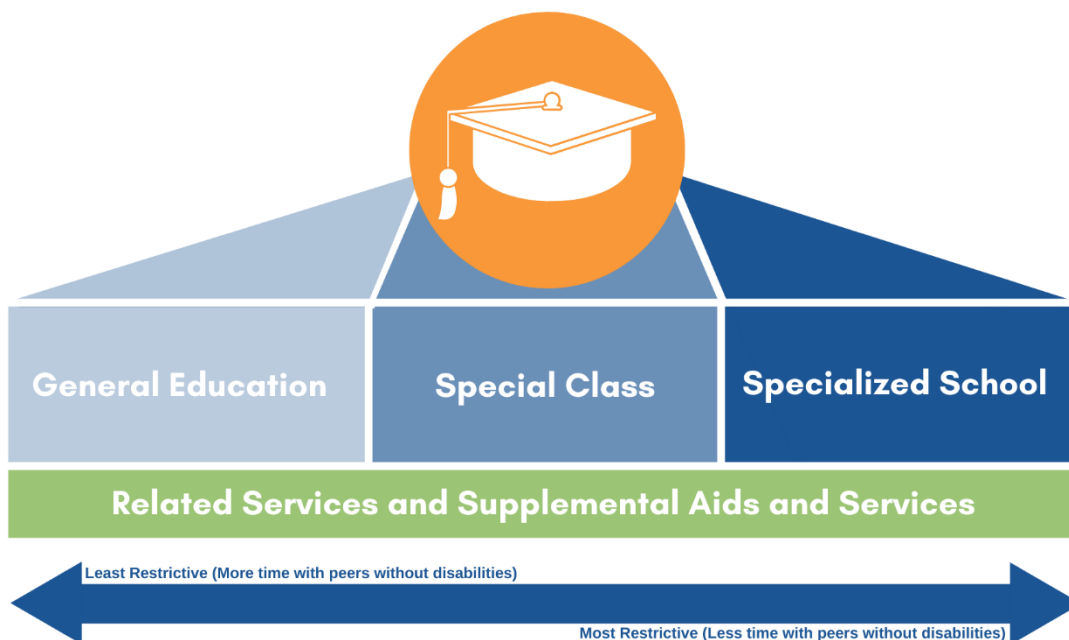 General Education
Special Class
Specialized School
Related Services and Supplemental Aids and Services
Least Restrictive (More time with peers without disabilities)
Most Restrictive (Less time with peers without disabilities)